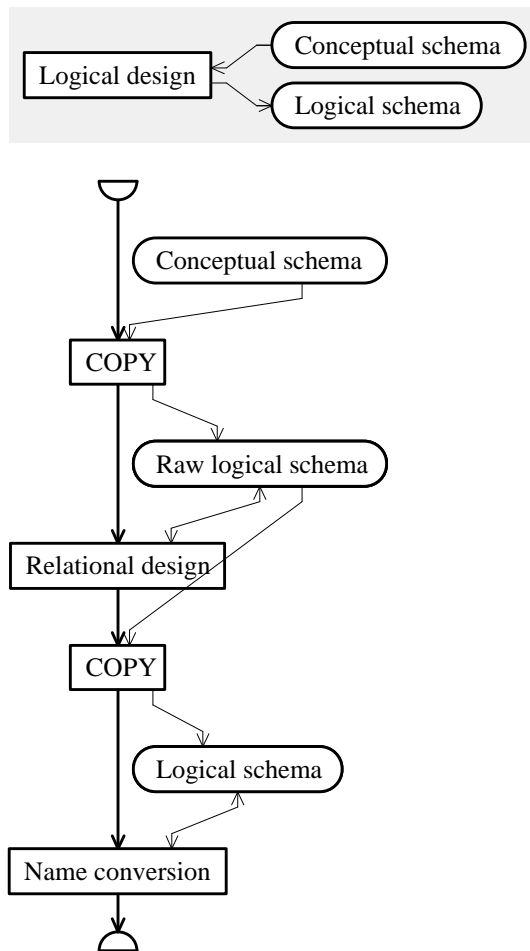 Conceptual schema
Logical design
Logical schema
Conceptual schema
COPY
Raw logical schema
Relational design
COPY
Logical schema
Name conversion